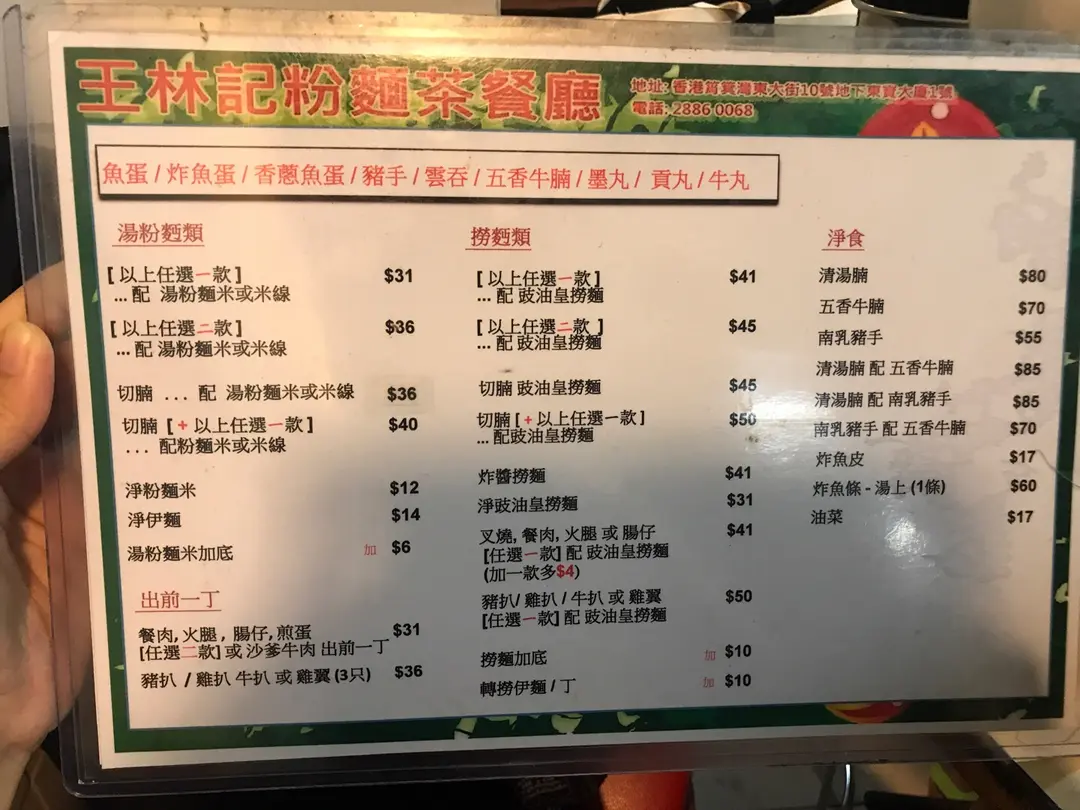 王林記粉麵茶餐廳
地址: 香港筲箕灣東大街10號地下東寶大廈1號
電話: 2886 0068
魚蛋 / 炸魚蛋 / 香蔥魚蛋 / 豬手 / 雲吞 / 五香牛腩 / 墨丸 / 貢丸 / 牛丸
湯粉麵類
[ 以上任選一款 ] $31
... 配 湯粉麵米或米線
[ 以上任選二款 ] $36
... 配 湯粉麵米或米線
切腩 ... 配 湯粉麵米或米線 $36
切腩 [ + 以上任選一款 ] $40
... 配粉麵米或米線
淨粉麵米 $12
淨伊麵 $14
湯粉麵米加底 加 $6
出前一丁
餐肉, 火腿 , 腸仔, 煎蛋 $31
[任選二款] 或 沙爹牛肉 出前一丁
豬扒 / 雞扒 牛扒 或 雞翼 (3只) $36
撈麵類
[ 以上任選一款 ] $41
... 配 豉油皇撈麵
[ 以上任選二款 ] $45
... 配 豉油皇撈麵
切腩 豉油皇撈麵 $45
切腩 [ + 以上任選一款 ] $50
... 配豉油皇撈麵
炸醬撈麵 $41
淨豉油皇撈麵 $31
叉燒, 餐肉, 火腿 或 腸仔 $41
[任選一款] 配 豉油皇撈麵
(加一款多$4)
豬扒/ 雞扒 / 牛扒 或 雞翼 $50
[任選一款] 配 豉油皇撈麵
撈麵加底 加 $10
轉撈伊麵 / 丁 加 $10
淨食
清湯腩 $80
五香牛腩 $70
南乳豬手 $55
清湯腩 配 五香牛腩 $85
清湯腩 配 南乳豬手 $85
南乳豬手 配 五香牛腩 $70
炸魚皮 $17
炸魚條 - 湯上 (1條) $60
油菜 $17